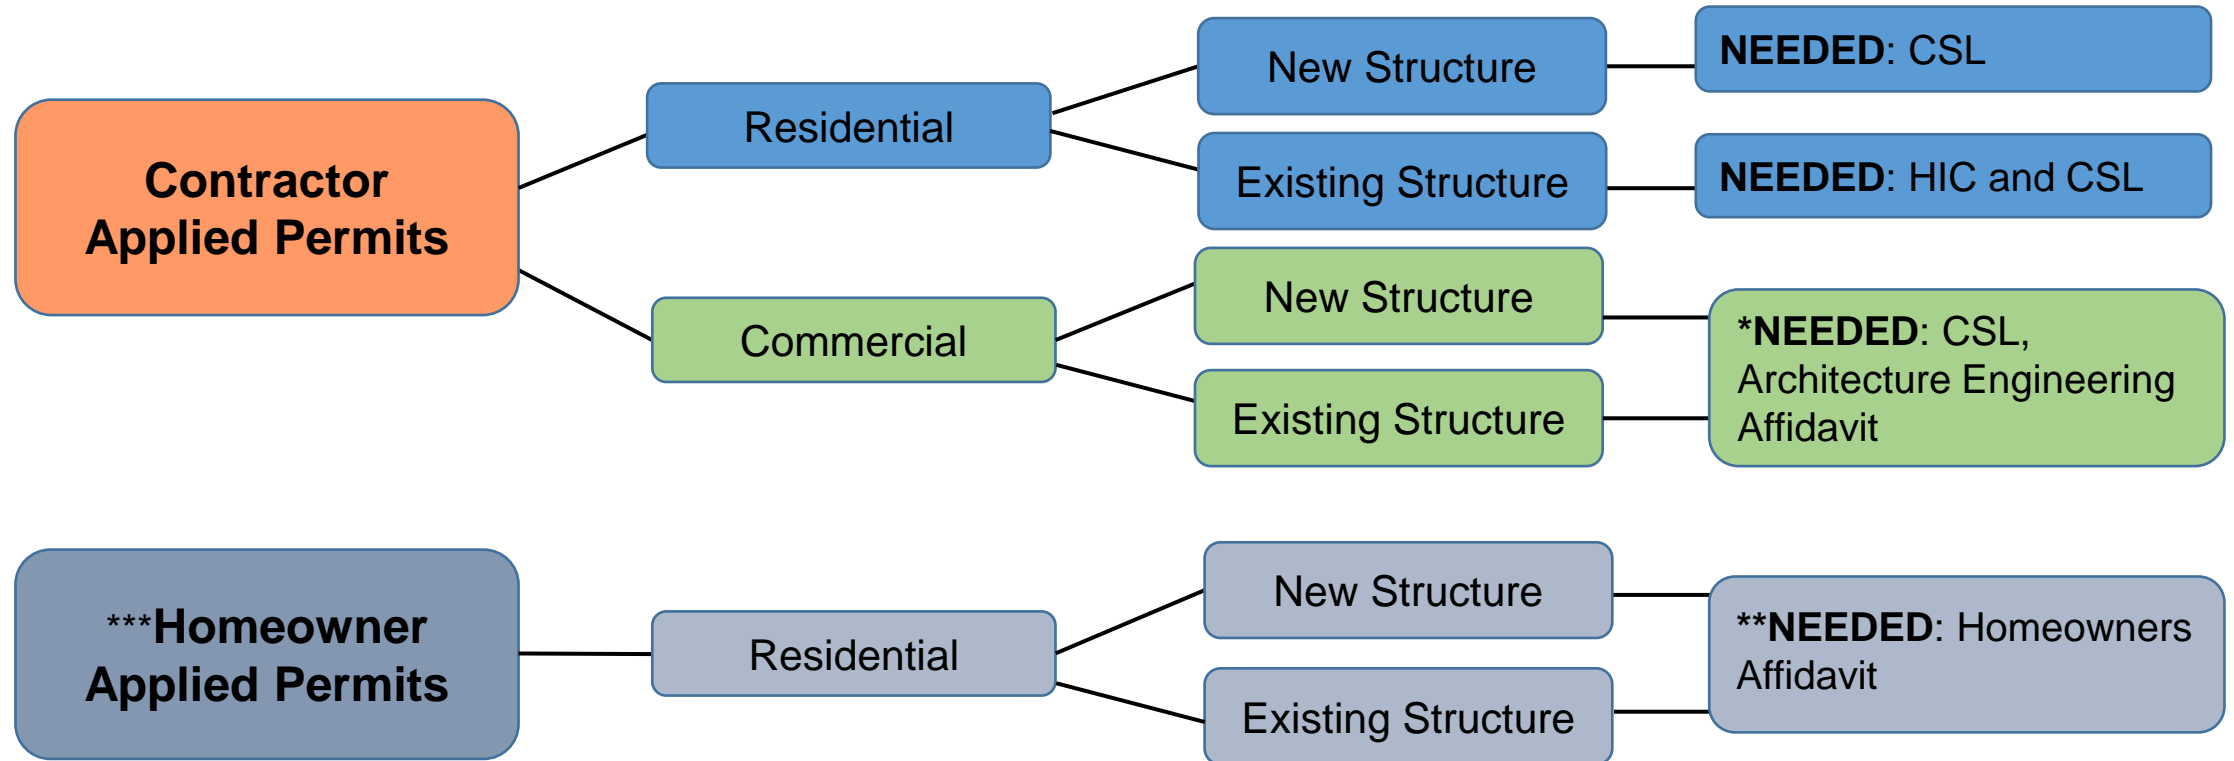 Contractor
Applied Permits
Residential
New Structure
NEEDED: CSL
Existing Structure
NEEDED: HIC and CSL
Commercial
New Structure
Existing Structure
*NEEDED: CSL,
Architecture Engineering
Affidavit
***Homeowner
Applied Permits
Residential
New Structure
Existing Structure
**NEEDED: Homeowners
Affidavit